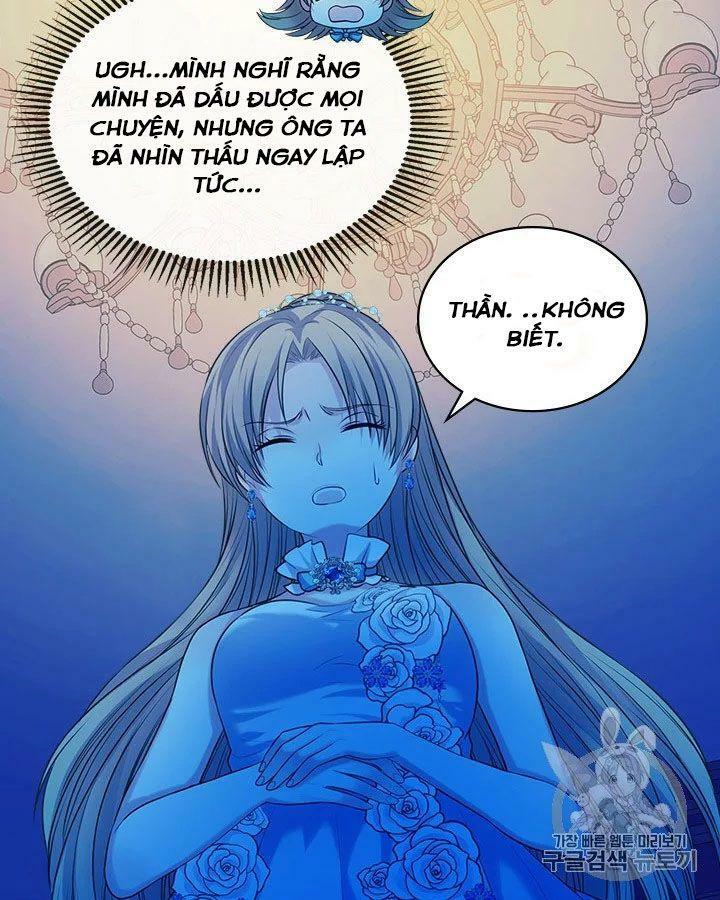 UGH...MÌNH NGHĨ RẰNG
MÌNH ĐÃ DẤU ĐƯỢC MỌI
CHUYỆN, NHƯNG ÔNG TA
ĐÃ NHÌN THẤU NGAY LẬP
TỨC...
THẦN. ..KHÔNG
BIẾT.
가장 빠른 웹툰 미리보기
구글검색 뉴토끼